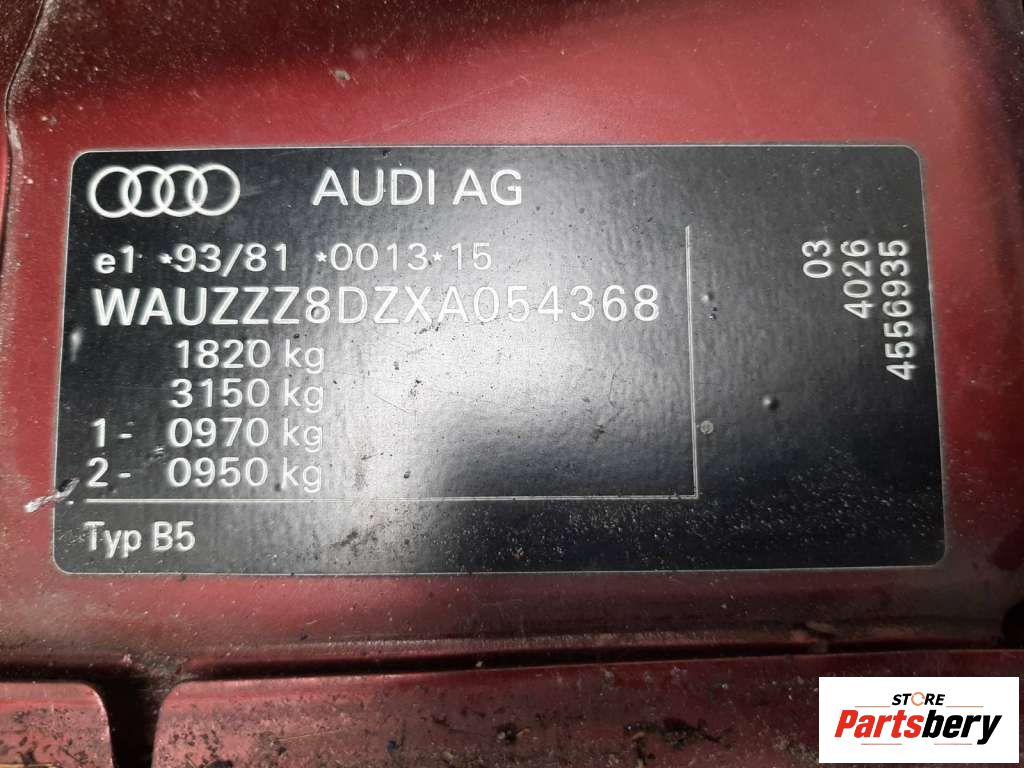 AUDI AG
e1 *93/81 *0013*15
WAUZZZ8DZXA054368
1820 kg
3150 kg
1- 0970 kg
2- 0950 kg
Typ B5
03
4026
4556935
STORE
Partsbery